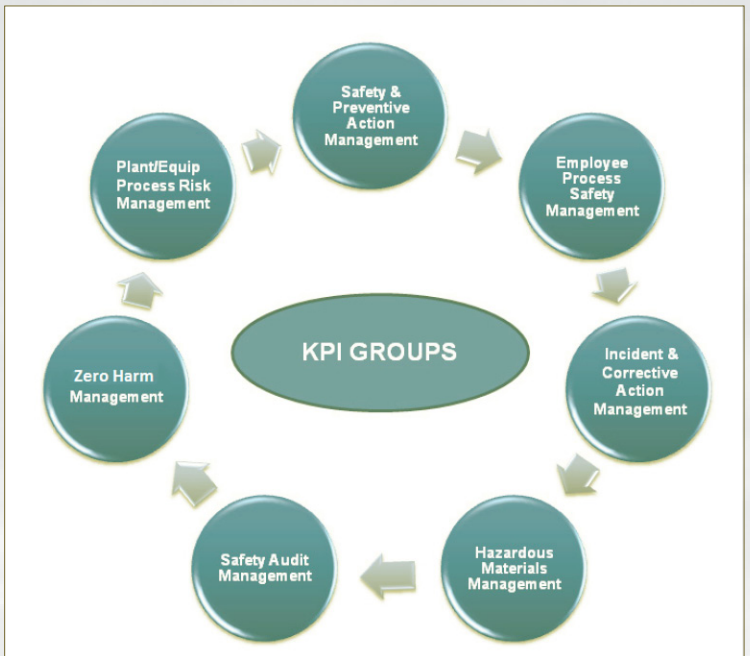 Safety &
Preventive
Action
Management
Employee
Process
Safety
Management
Incident &
Corrective
Action
Management
Hazardous
Materials
Management
Safety Audit
Management
Zero Harm
Management
Plant/Equip
Process Risk
Management
KPI GROUPS